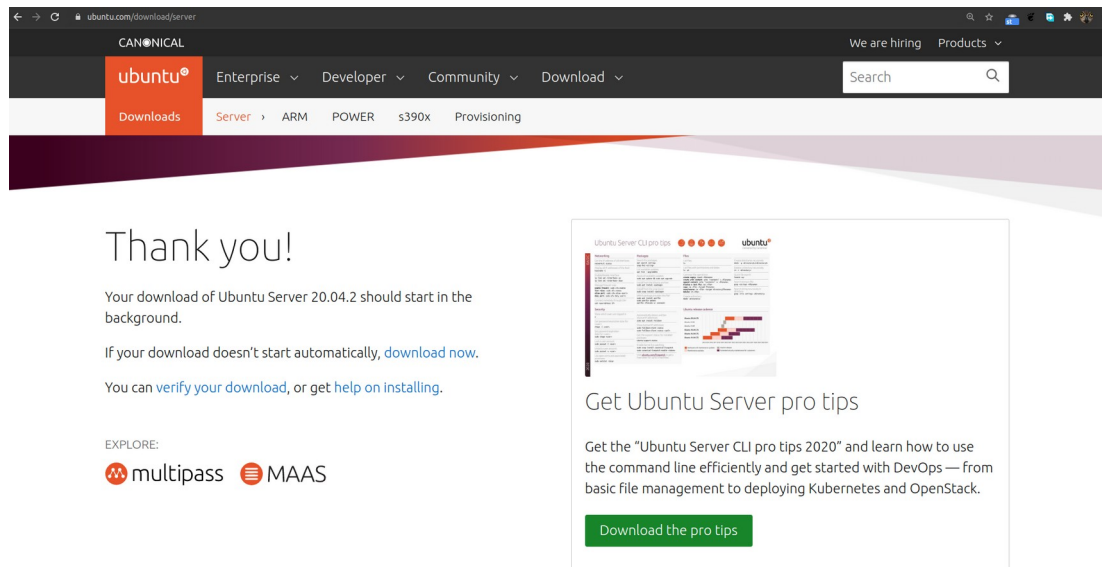 ubuntu.com/download/server
CANONICAL
We are hiring Products
ubuntu®
Enterprise Developer Community Download
Search
Downloads
Server › ARM POWER s390x Provisioning
Thank you!
Your download of Ubuntu Server 20.04.2 should start in the
background.
If your download doesn’t start automatically, download now.
You can verify your download, or get help on installing.
EXPLORE:
multipass MAAS
Ubuntu Server CLI pro tips
ubuntu®
Get Ubuntu Server pro tips
Get the “Ubuntu Server CLI pro tips 2020” and learn how to use
the command line efficiently and get started with DevOps — from
basic file management to deploying Kubernetes and OpenStack.
Download the pro tips